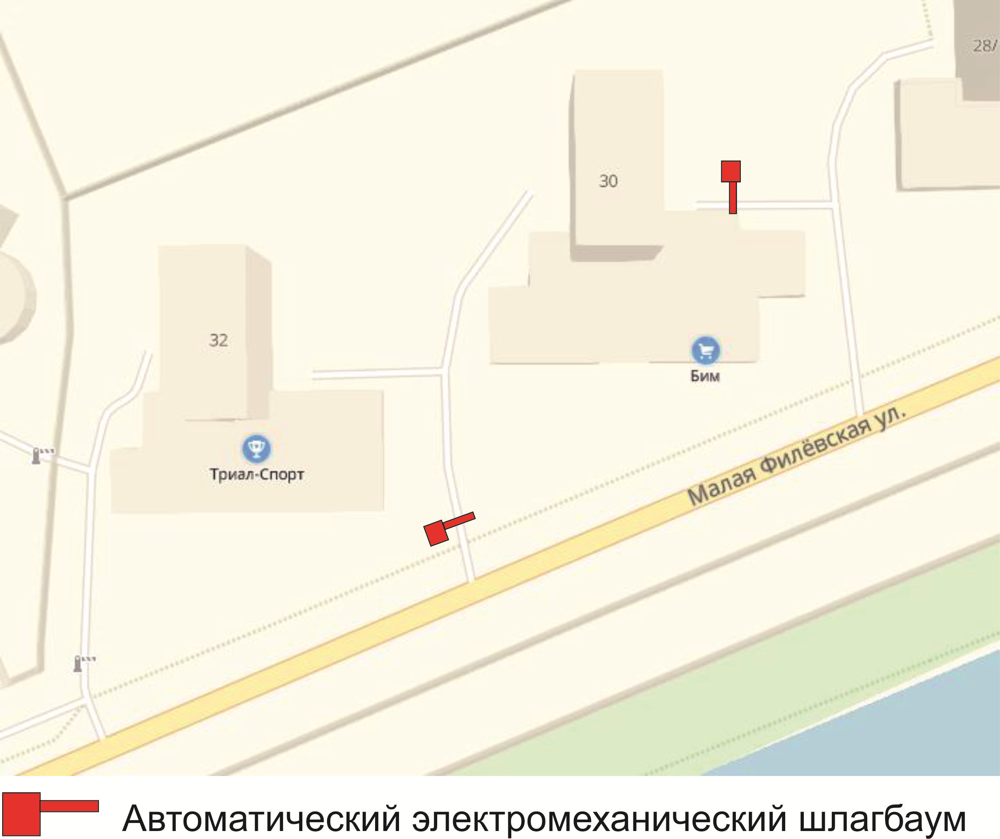 28/
30
32
Бим
Малая Филёвская ул.
Триал-Спорт
Автоматический электромеханический шлагбаум